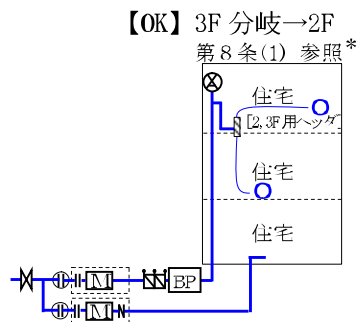 【OK】3F 分岐→2F
第8条(1) 参照*
住宅
[2,3F用ヘッダ
住宅
住宅
M
BP
M